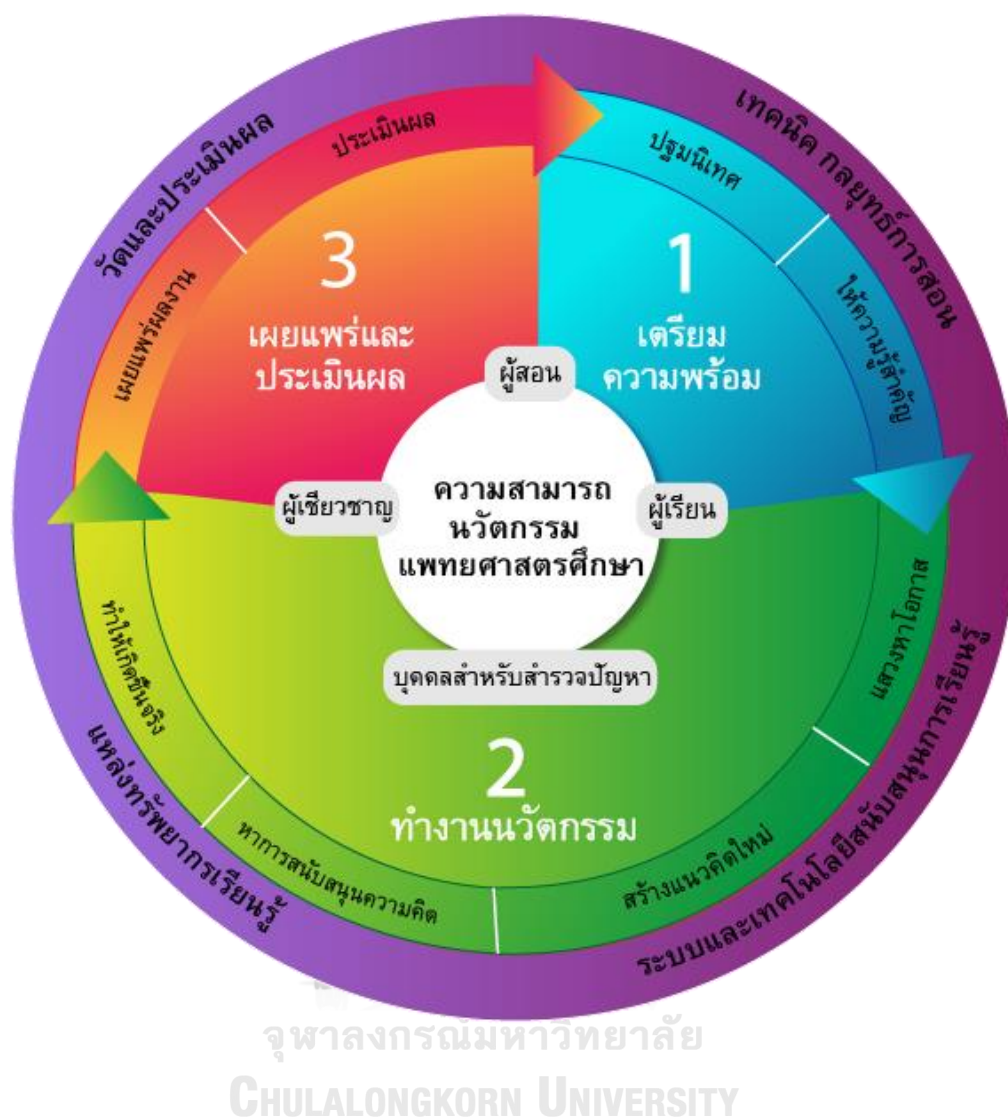 เทคนิค กลยุทธ์การสอน
ระบบและเทคโนโลยีสนับสนุนการเรียนรู้
แหล่งทรัพยากรเรียนรู้
วัดและประเมินผล
ปฐมนิเทศ
ให้ความรู้สำคัญ
แสวงหาโอกาส
สร้างแนวคิดใหม่
หาการสนับสนุนความคิด
ทำให้เกิดขึ้นจริง
เผยแพร่ผลงาน
ประเมินผล
1
เตรียม
ความพร้อม
2
ทำงานนวัตกรรม
3
เผยแพร่และ
ประเมินผล
ผู้สอน
ผู้เรียน
บุคคลสำหรับสำรวจปัญหา
ผู้เชี่ยวชาญ
ความสามารถ
นวัตกรรม
แพทยศาสตรศึกษา
จุฬาลงกรณ์มหาวิทยาลัย
CHULALONGKORN UNIVERSITY